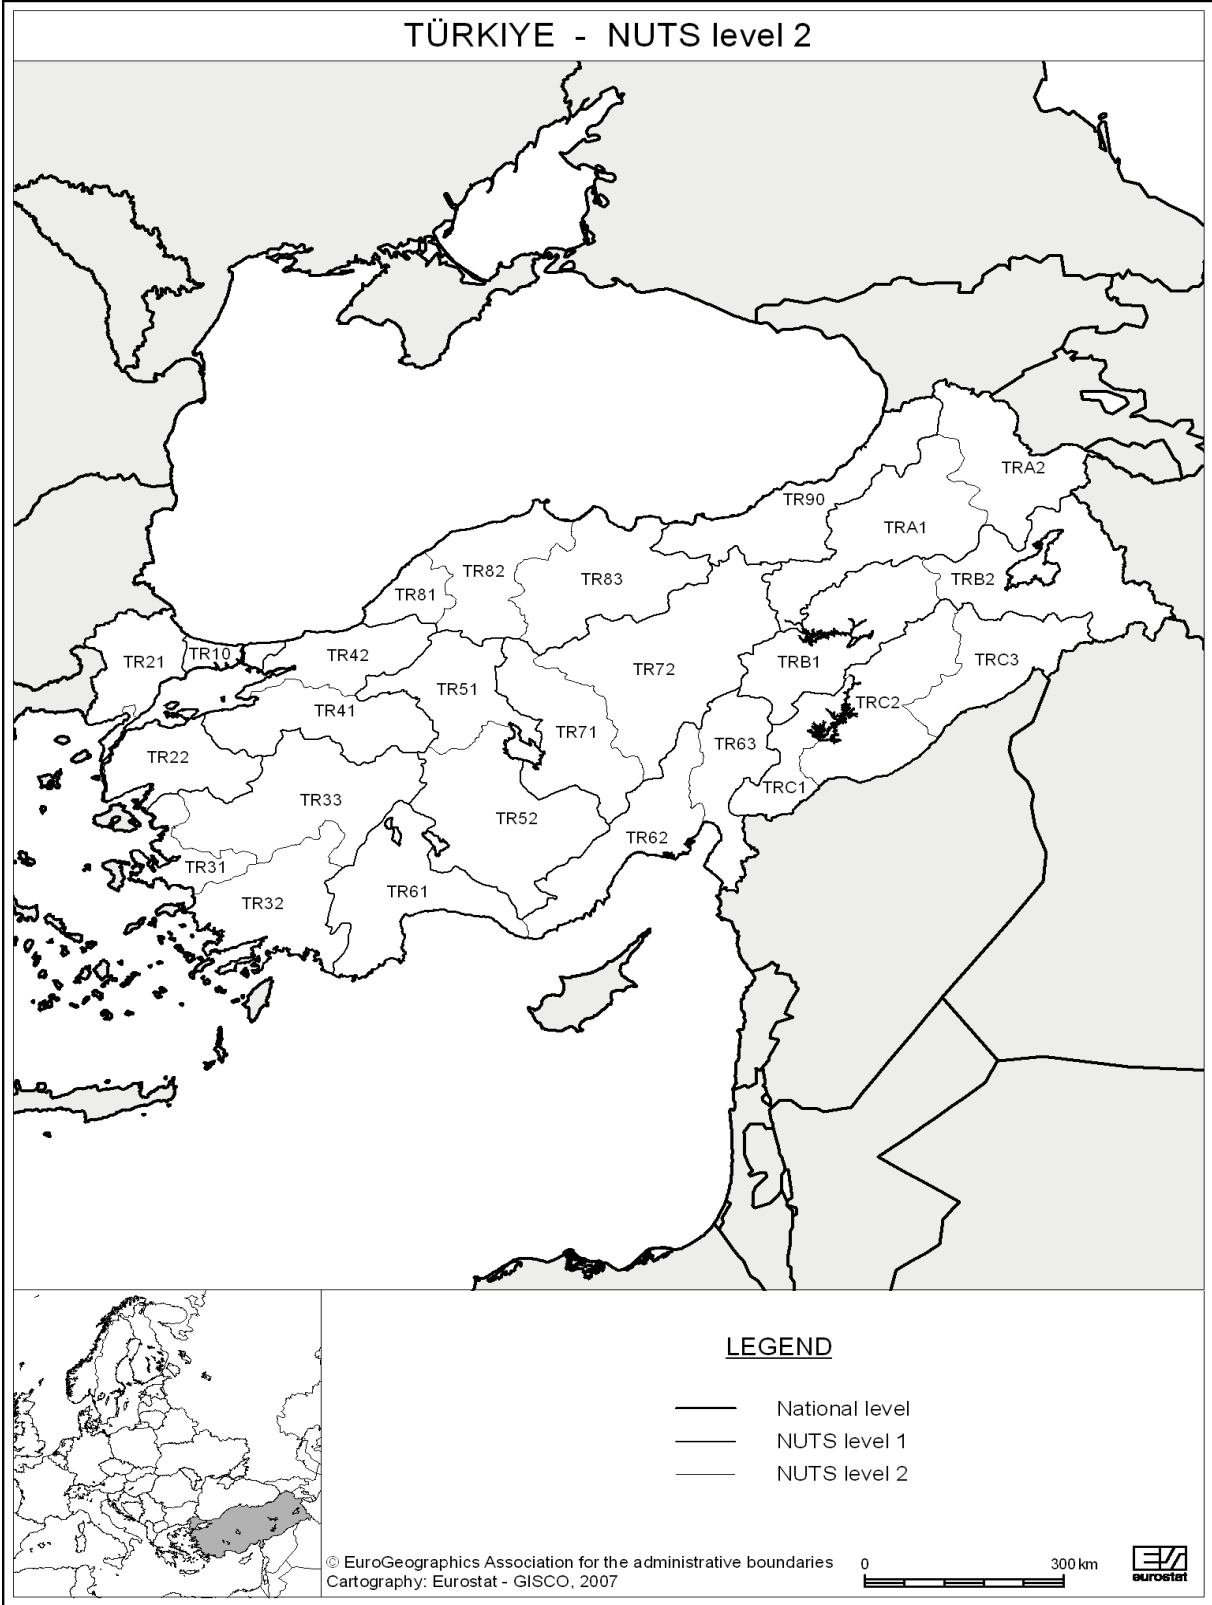 TÜRKIYE - NUTS level 2
TRA2
TR90
TRA1
TR82
TR83
TRB2
TR81
TR10
TR21
TR42
TR72
TRB1
TRC3
TR51
TRC2
TR41
TR71
TR63
TR22
TRC1
TR33
TR52
TR62
TR31
TR61
TR32
LEGEND
National level
NUTS level 1
NUTS level 2
© EuroGeographics Association for the administrative boundaries
Cartography: Eurostat - GISCO, 2007
0 300 km
eurostat